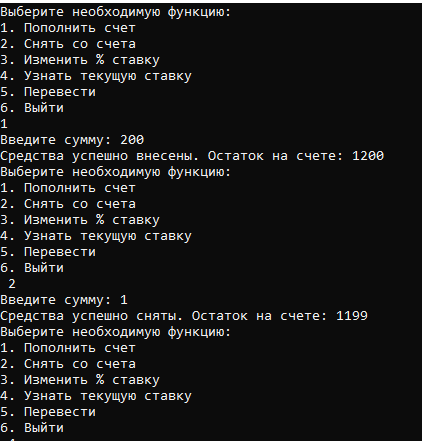 Выберите необходимую функцию:
1. Пополнить счет
2. Снять со счета
3. Изменить % ставку
4. Узнать текущую ставку
5. Перевести
6. Выйти
1
Введите сумму: 200
Средства успешно внесены. Остаток на счете: 1200
Выберите необходимую функцию:
1. Пополнить счет
2. Снять со счета
3. Изменить % ставку
4. Узнать текущую ставку
5. Перевести
6. Выйти
2
Введите сумму: 1
Средства успешно сняты. Остаток на счете: 1199
Выберите необходимую функцию:
1. Пополнить счет
2. Снять со счета
3. Изменить % ставку
4. Узнать текущую ставку
5. Перевести
6. Выйти